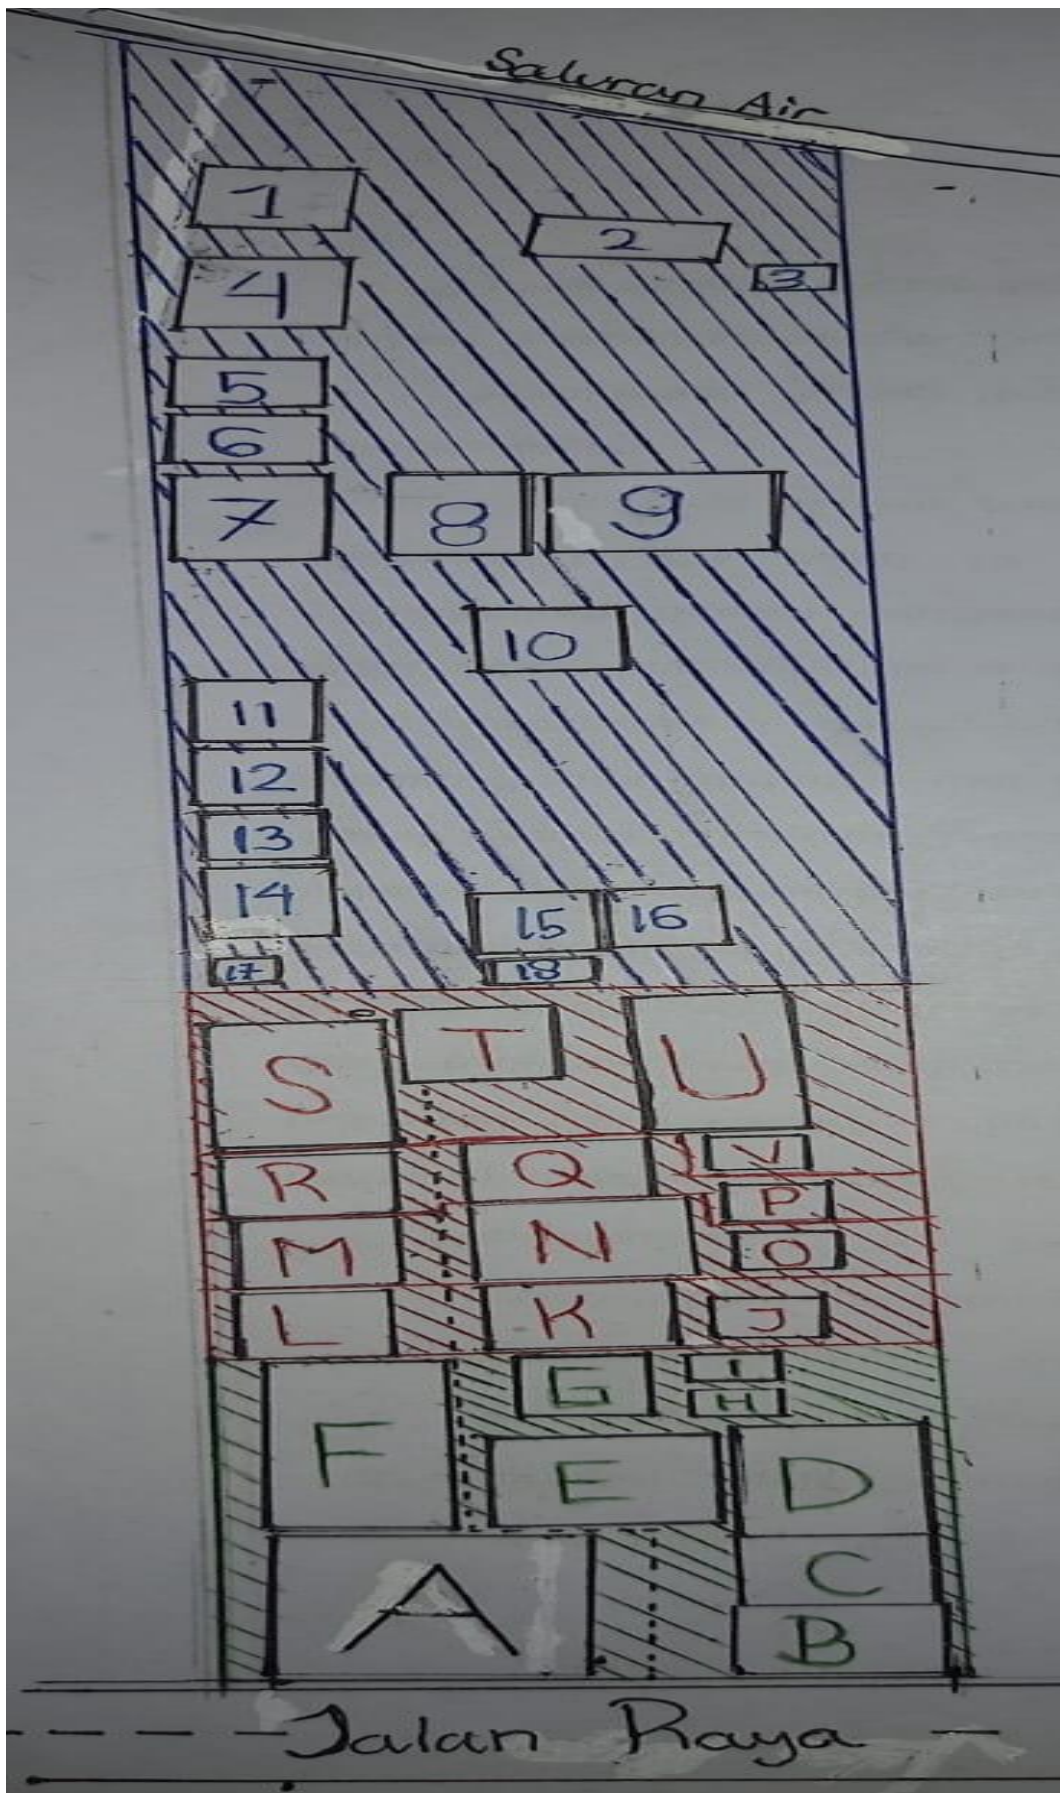 Saluran Air
1
2
3
4
5
6
7 8 9
10
11
12
13
14 15 16
17 18
S T U
R Q V
P
M N O
L K J
G I
H
F E D
A C
B
Jalan Raya